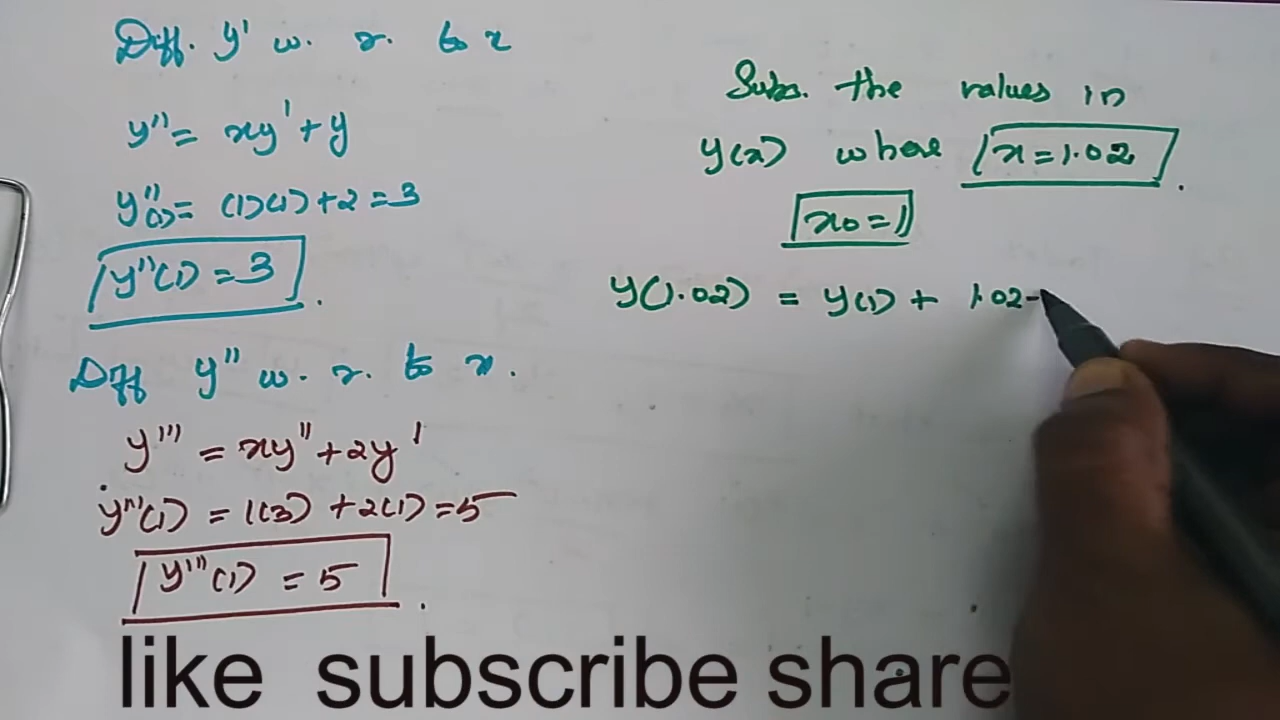 Diff. y' w. r. to x
y'' = xy' + y
y''(1) = (1)(1) + 2 = 3
y''(1) = 3.
Diff y'' w. r. to x.
y''' = xy'' + 2y'
y'''(1) = 1(3) + 2(1) = 5
y'''(1) = 5.
Subs. the values in
y(x) where x = 1.02.
x0 = 1
y(1.02) = y(1) + 1.02 -
like subscribe share